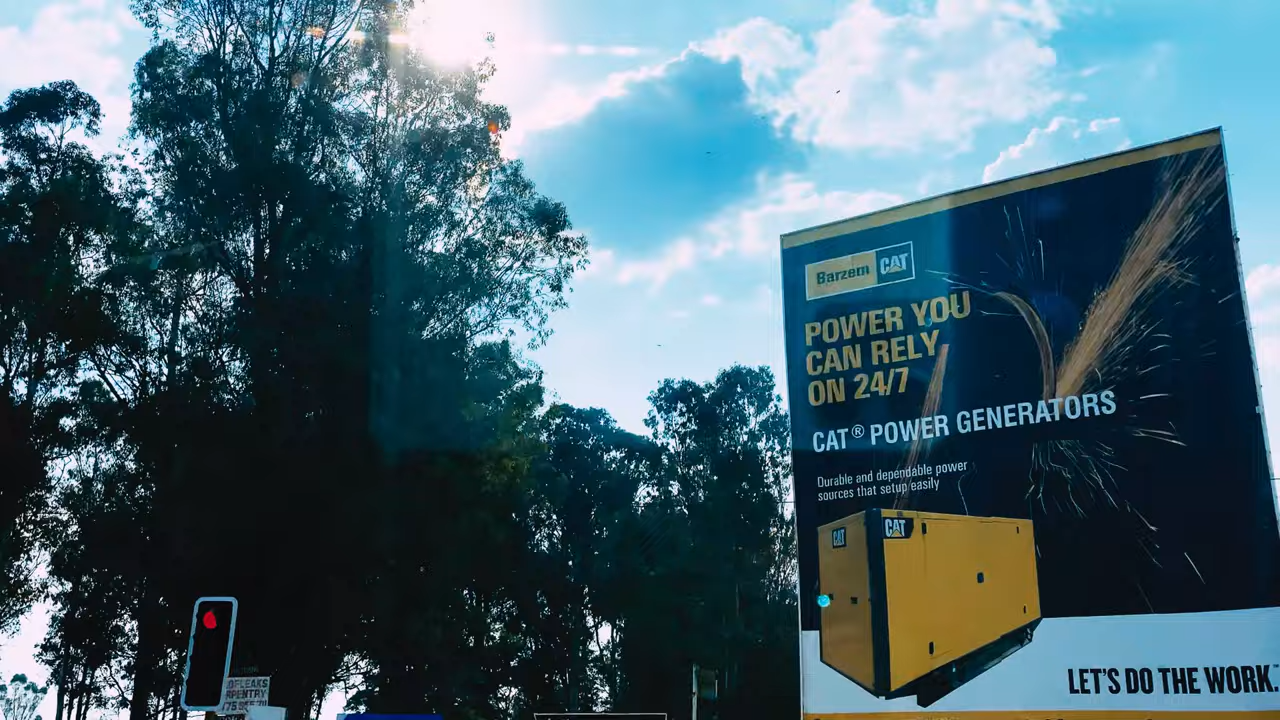 Barzem CAT
POWER YOU
CAN RELY
ON 24/7
CAT® POWER GENERATORS
Durable and dependable power
sources that setup easily
CAT
CAT
LET'S DO THE WORK.